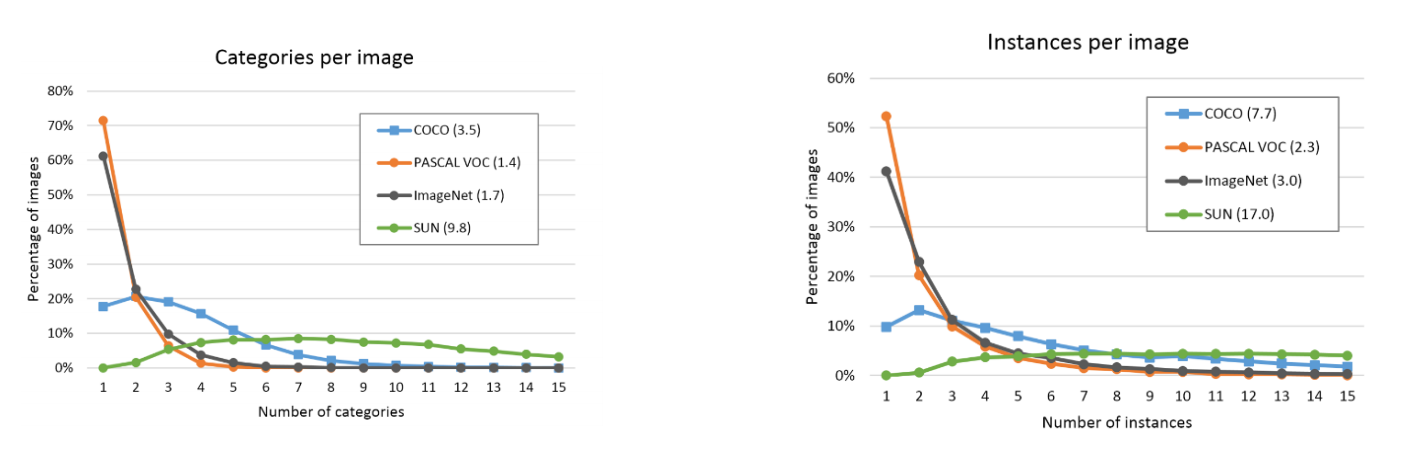 Categories per image
80%
70%
60%
50%
40%
30%
20%
10%
0%
Percentage of images
COCO (3.5)
PASCAL VOC (1.4)
ImageNet (1.7)
SUN (9.8)
1 2 3 4 5 6 7 8 9 10 11 12 13 14 15
Number of categories
Instances per image
60%
50%
40%
30%
20%
10%
0%
Percentage of images
COCO (7.7)
PASCAL VOC (2.3)
ImageNet (3.0)
SUN (17.0)
1 2 3 4 5 6 7 8 9 10 11 12 13 14 15
Number of instances